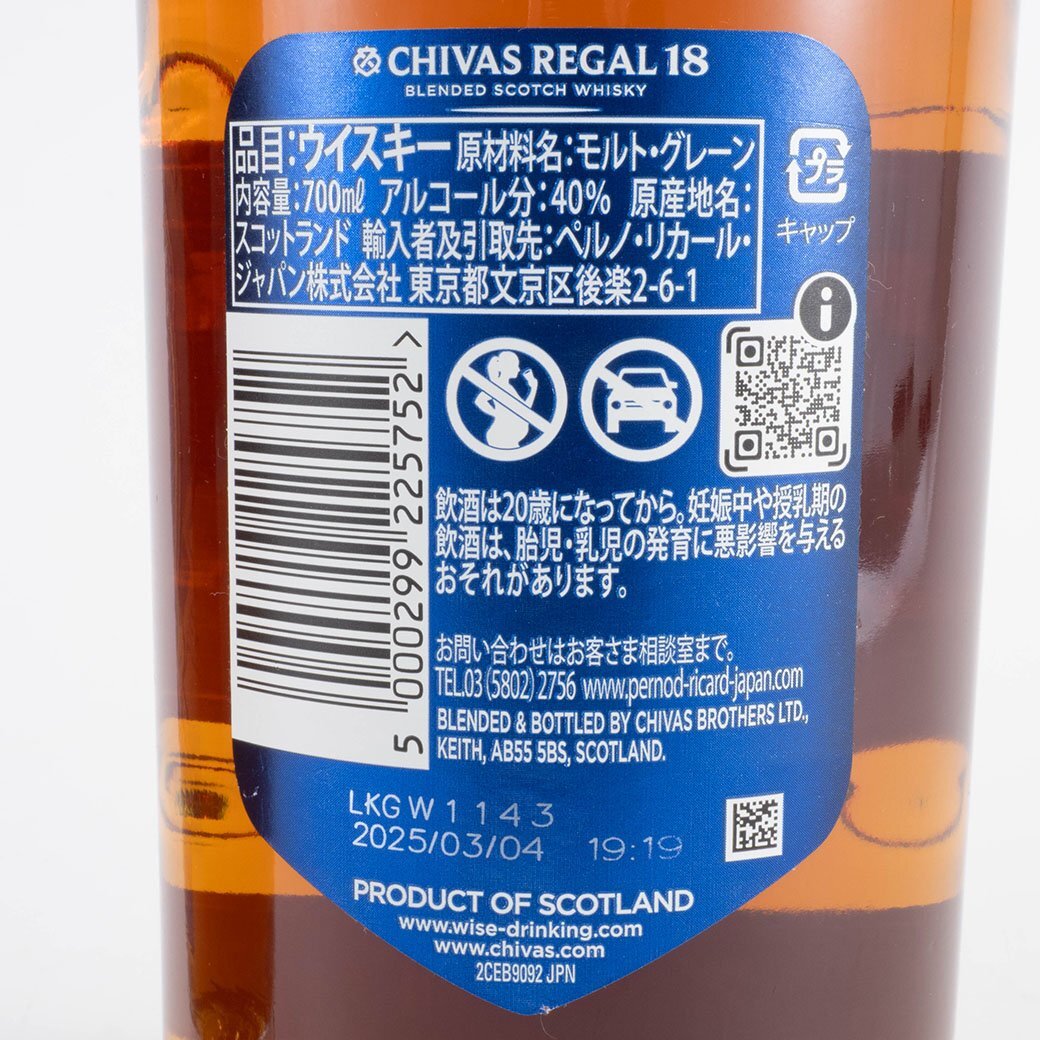 CHIVAS REGAL 18
BLENDED SCOTCH WHISKY
品目:ウイスキー 原材料名:モルト・グレーン
内容量:700㎖ アルコール分:40% 原産地名:
スコットランド 輸入者及引取先:ペルノ・リカール・
ジャパン株式会社 東京都文京区後楽2-6-1
プラ
キャップ
i
5 000299 225752 >
飲酒は20歳になってから。妊娠中や授乳期の
飲酒は、胎児・乳児の発育に悪影響を与える
おそれがあります。
お問い合わせはお客さま相談室まで。
TEL.03 (5802) 2756 www.pernod-ricard-japan.com
BLENDED & BOTTLED BY CHIVAS BROTHERS LTD.,
KEITH, AB55 5BS, SCOTLAND.
LKGW1143
2025/03/04 19:19
PRODUCT OF SCOTLAND
www.wise-drinking.com
www.chivas.com
2CEB9092 JPN